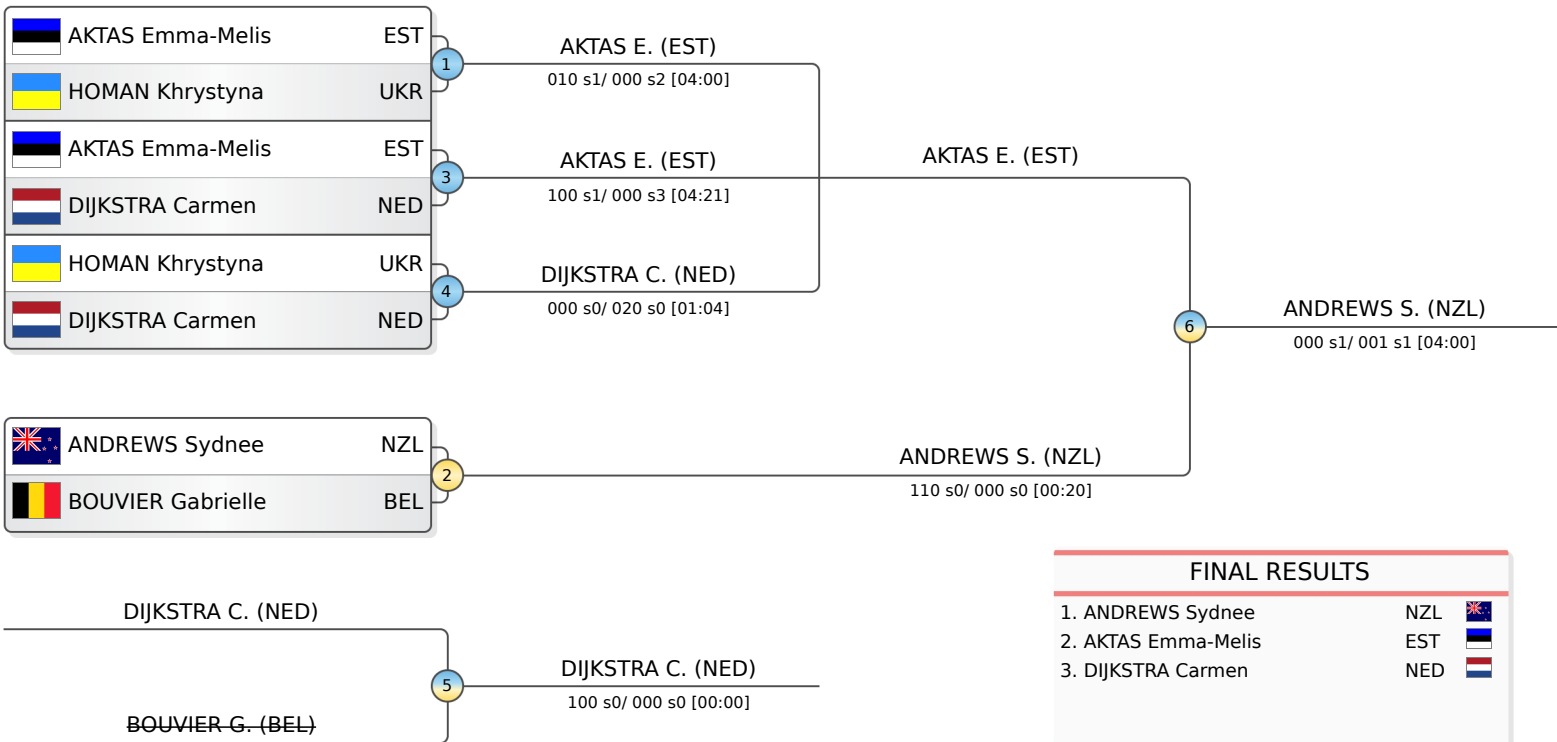 AKTAS Emma-Melis EST
HOMAN Khrystyna UKR
1
AKTAS E. (EST)
010 s1/ 000 s2 [04:00]
AKTAS Emma-Melis EST
DIJKSTRA Carmen NED
3
AKTAS E. (EST)
100 s1/ 000 s3 [04:21]
HOMAN Khrystyna UKR
DIJKSTRA Carmen NED
4
DIJKSTRA C. (NED)
000 s0/ 020 s0 [01:04]
AKTAS E. (EST)
6
ANDREWS S. (NZL)
000 s1/ 001 s1 [04:00]
ANDREWS Sydnee NZL
BOUVIER Gabrielle BEL
2
ANDREWS S. (NZL)
110 s0/ 000 s0 [00:20]
DIJKSTRA C. (NED)
BOUVIER G. (BEL)
5
DIJKSTRA C. (NED)
100 s0/ 000 s0 [00:00]
FINAL RESULTS
1. ANDREWS Sydnee NZL
2. AKTAS Emma-Melis EST
3. DIJKSTRA Carmen NED